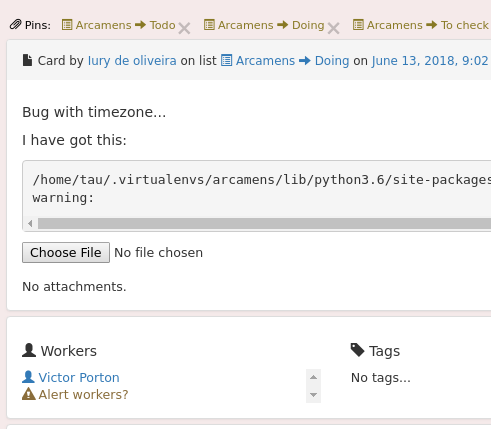 Pins: Arcamens Todo Arcamens Doing Arcamens To check
Card by Iury de oliveira on list Arcamens Doing on June 13, 2018, 9:02
Bug with timezone...
I have got this:
/home/tau/.virtualenvs/arcamens/lib/python3.6/site-packages
warning:
Choose File No file chosen
No attachments.
Workers Tags
Victor Porton No tags...
Alert workers?